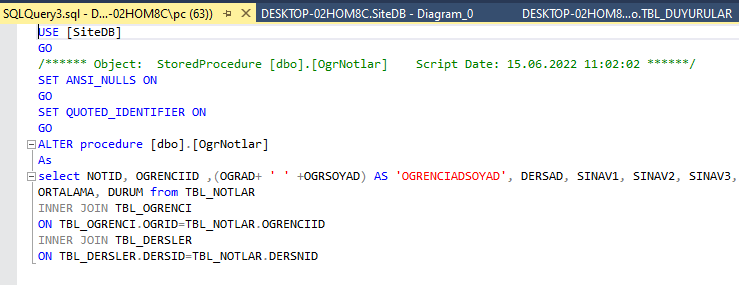 SQLQuery3.sql - D...-02HOM8C\pc (63)) DESKTOP-02HOM8C.SiteDB - Diagram_0 DESKTOP-02HOM8...o.TBL_DUYURULAR
USE [SiteDB]
GO
/****** Object:  StoredProcedure [dbo].[OgrNotlar]    Script Date: 15.06.2022 11:02:02 ******/
SET ANSI_NULLS ON
GO
SET QUOTED_IDENTIFIER ON
GO
ALTER procedure [dbo].[OgrNotlar]
As
select NOTID, OGRENCIID ,(OGRAD+ ' ' +OGRSOYAD) AS 'OGRENCIADSOYAD', DERSAD, SINAV1, SINAV2, SINAV3,
ORTALAMA, DURUM from TBL_NOTLAR
INNER JOIN TBL_OGRENCI
ON TBL_OGRENCI.OGRID=TBL_NOTLAR.OGRENCIID
INNER JOIN TBL_DERSLER
ON TBL_DERSLER.DERSID=TBL_NOTLAR.DERSNID